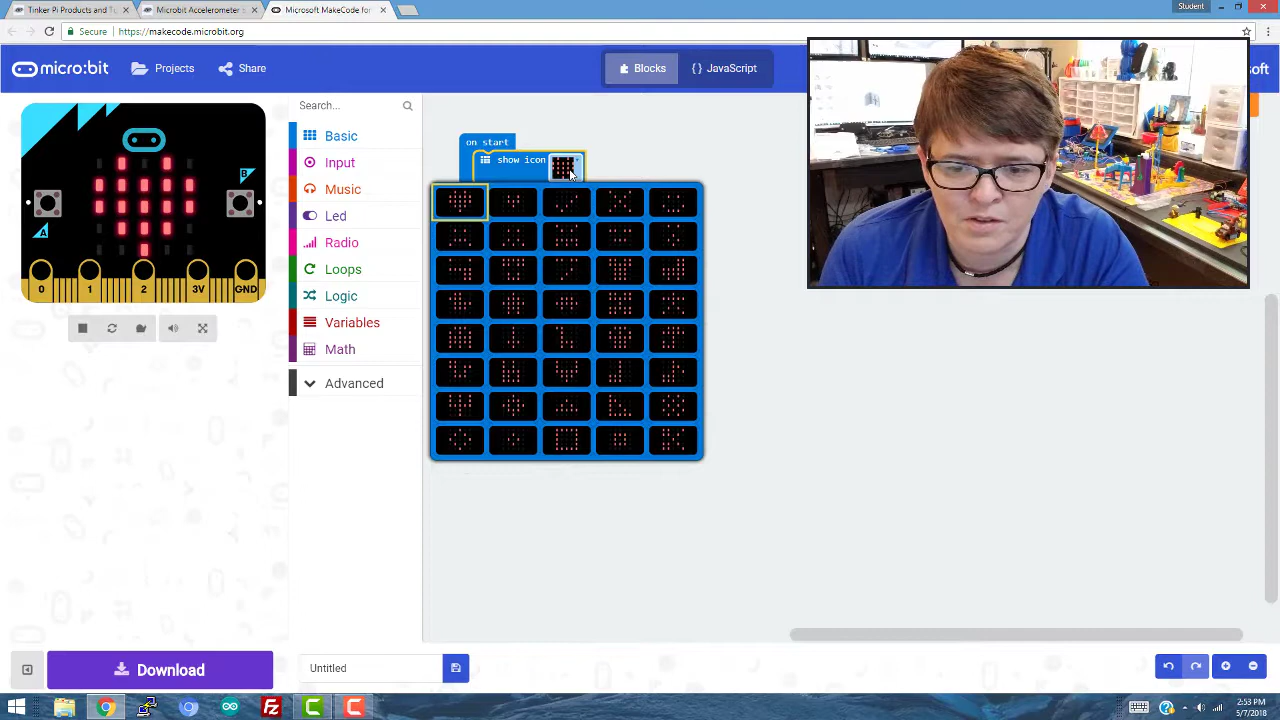 Tinker Pi Products and Tu
Microbit Accelerometer s
Microsoft MakeCode for
Student
Secure
https://makecode.microbit.org
micro:bit
Projects
Share
Blocks
{} JavaScript
soft
Search...
Basic
Input
Music
Led
Radio
Loops
Logic
Variables
Math
Advanced
on start
show icon
B
A
0
1
2
3V
GND
Download
Untitled
2:53 PM
5/7/2018